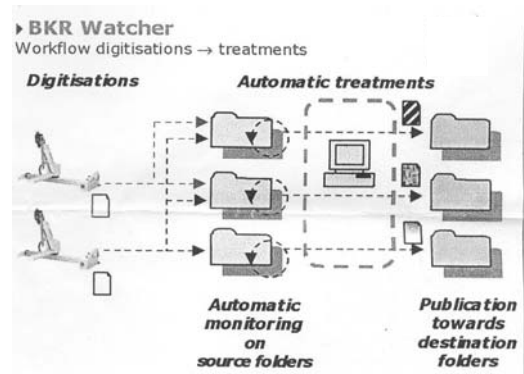 BKR Watcher
Workflow digitisations → treatments
Digitisations
Automatic treatments
Automatic
monitoring
on
source folders
Publication
towards
destination
folders